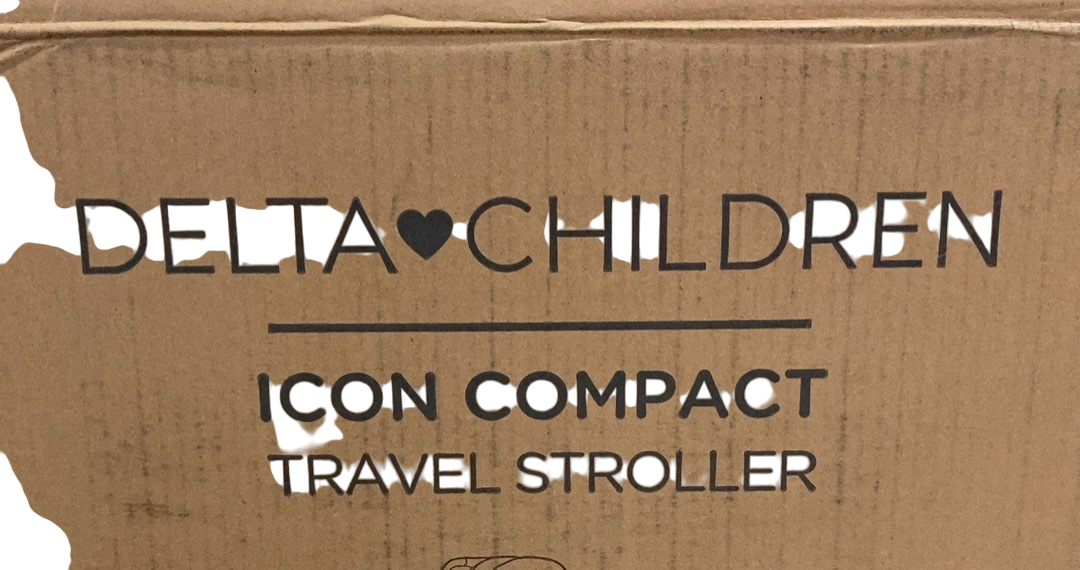 DELTA♥CHILDREN
ICON COMPACT
TRAVEL STROLLER